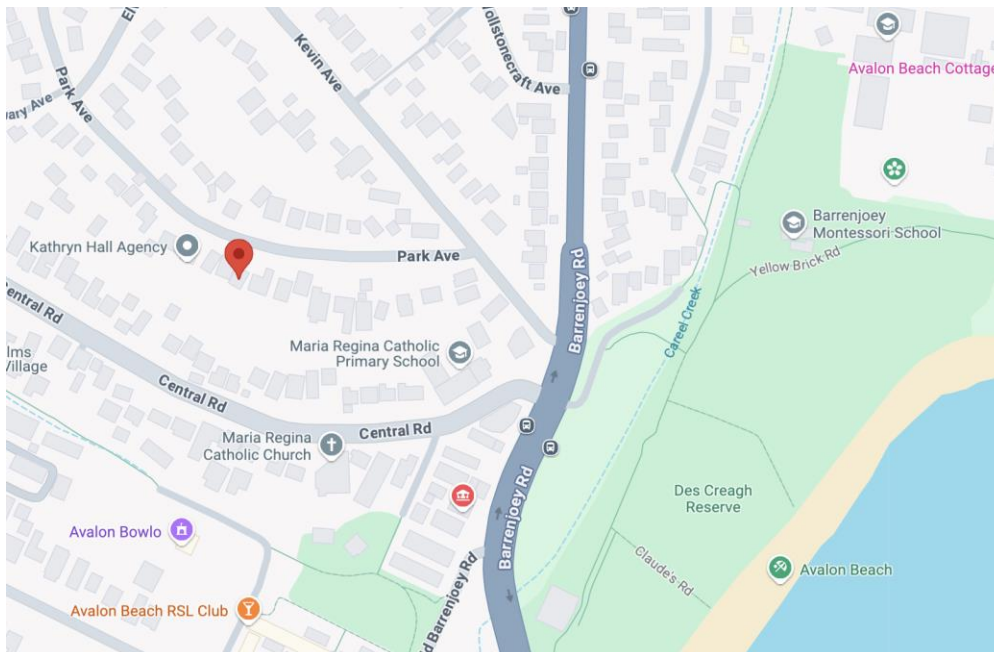 Park Ave
Kevin Ave
ollstonecraft Ave
Avalon Beach Cottage
uary Ave
Kathryn Hall Agency
Park Ave
Barrenjoey
Montessori School
Yellow Brick Rd
Barrenjoey Rd
Careel Creek
Central Rd
lms
Village
Maria Regina Catholic
Primary School
Central Rd
Central Rd
Maria Regina
Catholic Church
Des Creagh
Reserve
Avalon Bowlo
Barrenjoey Rd
Claude's Rd
Avalon Beach
Avalon Beach RSL Club
d Barrenjoey Rd